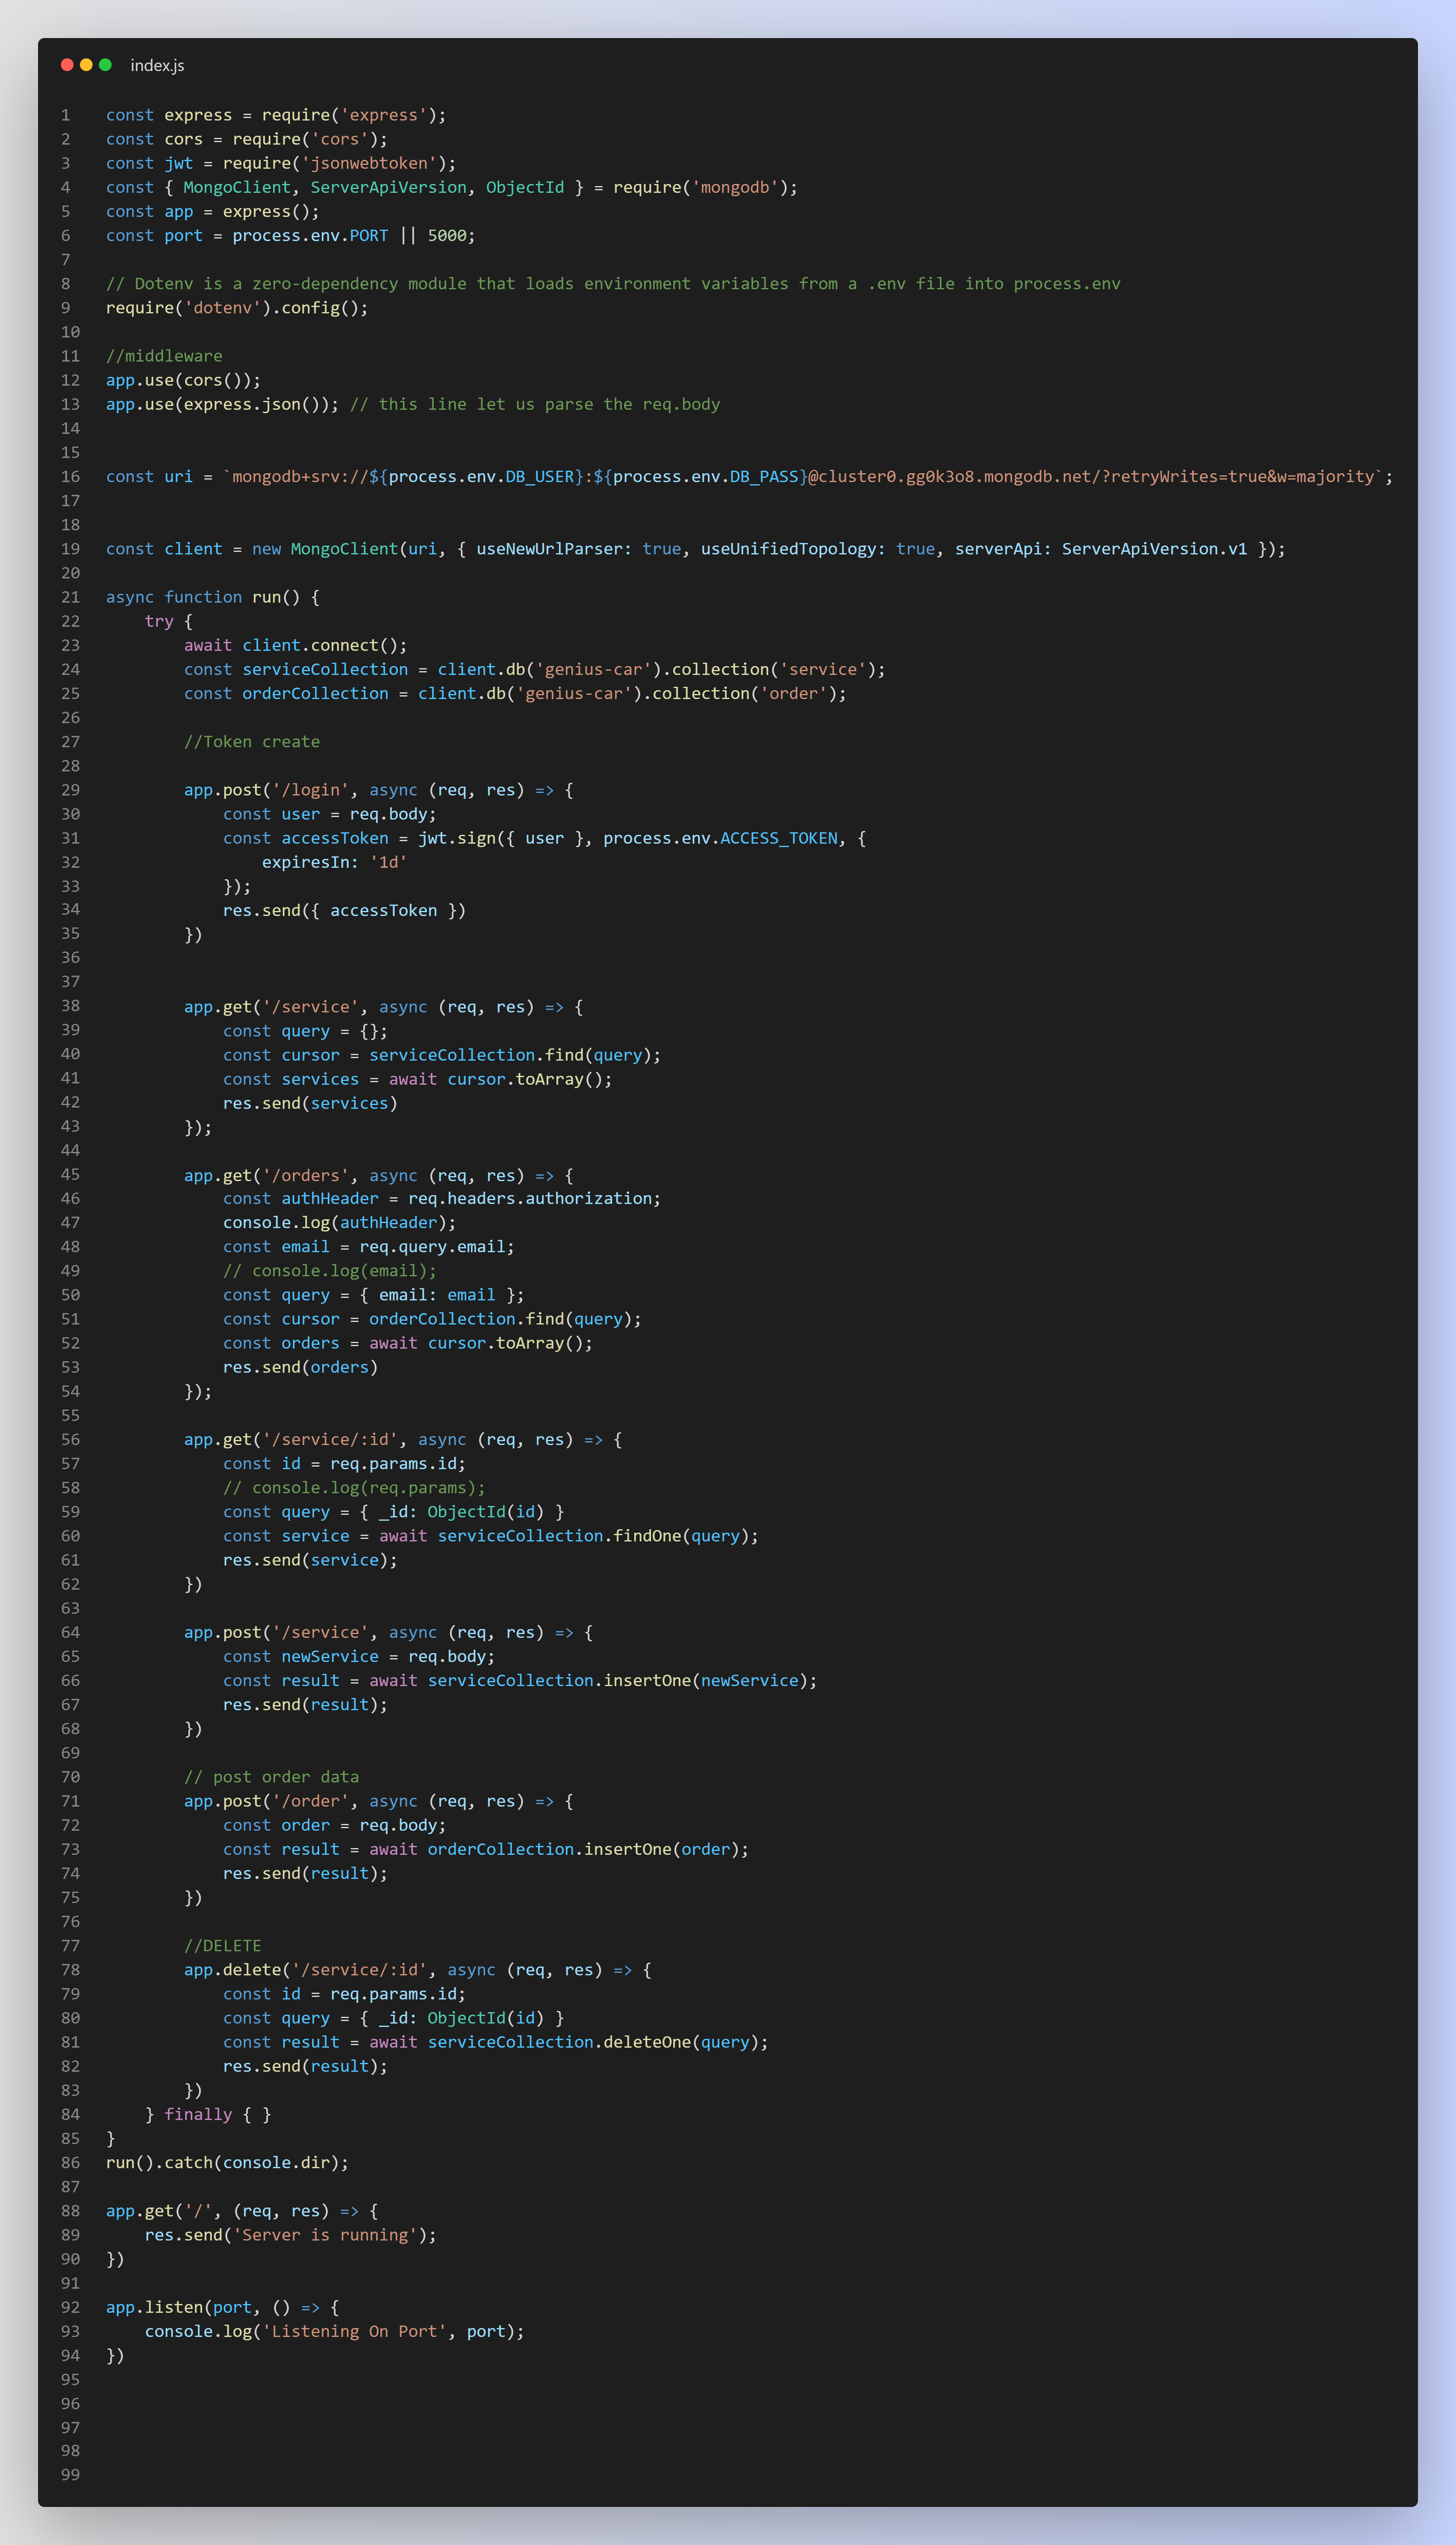 index.js
1 const express = require('express');
2 const cors = require('cors');
3 const jwt = require('jsonwebtoken');
4 const { MongoClient, ServerApiVersion, ObjectId } = require('mongodb');
5 const app = express();
6 const port = process.env.PORT || 5000;
7
8 // Dotenv is a zero-dependency module that loads environment variables from a .env file into process.env
9 require('dotenv').config();
10
11 //middleware
12 app.use(cors());
13 app.use(express.json()); // this line let us parse the req.body
14
15
16 const uri = `mongodb+srv://${process.env.DB_USER}:${process.env.DB_PASS}@cluster0.gg0k3o8.mongodb.net/?retryWrites=true&w=majority`;
17
18
19 const client = new MongoClient(uri, { useNewUrlParser: true, useUnifiedTopology: true, serverApi: ServerApiVersion.v1 });
20
21 async function run() {
22     try {
23         await client.connect();
24         const serviceCollection = client.db('genius-car').collection('service');
25         const orderCollection = client.db('genius-car').collection('order');
26
27         //Token create
28
29         app.post('/login', async (req, res) => {
30             const user = req.body;
31             const accessToken = jwt.sign({ user }, process.env.ACCESS_TOKEN, {
32                 expiresIn: '1d'
33             });
34             res.send({ accessToken })
35         })
36
37
38         app.get('/service', async (req, res) => {
39             const query = {};
40             const cursor = serviceCollection.find(query);
41             const services = await cursor.toArray();
42             res.send(services)
43         });
44
45         app.get('/orders', async (req, res) => {
46             const authHeader = req.headers.authorization;
47             console.log(authHeader);
48             const email = req.query.email;
49             // console.log(email);
50             const query = { email: email };
51             const cursor = orderCollection.find(query);
52             const orders = await cursor.toArray();
53             res.send(orders)
54         });
55
56         app.get('/service/:id', async (req, res) => {
57             const id = req.params.id;
58             // console.log(req.params);
59             const query = { _id: ObjectId(id) }
60             const service = await serviceCollection.findOne(query);
61             res.send(service);
62         })
63
64         app.post('/service', async (req, res) => {
65             const newService = req.body;
66             const result = await serviceCollection.insertOne(newService);
67             res.send(result);
68         })
69
70         // post order data
71         app.post('/order', async (req, res) => {
72             const order = req.body;
73             const result = await orderCollection.insertOne(order);
74             res.send(result);
75         })
76
77         //DELETE
78         app.delete('/service/:id', async (req, res) => {
79             const id = req.params.id;
80             const query = { _id: ObjectId(id) }
81             const result = await serviceCollection.deleteOne(query);
82             res.send(result);
83         })
84     } finally { }
85 }
86 run().catch(console.dir);
87
88 app.get('/', (req, res) => {
89     res.send('Server is running');
90 })
91
92 app.listen(port, () => {
93     console.log('Listening On Port', port);
94 })
95
96
97
98
99